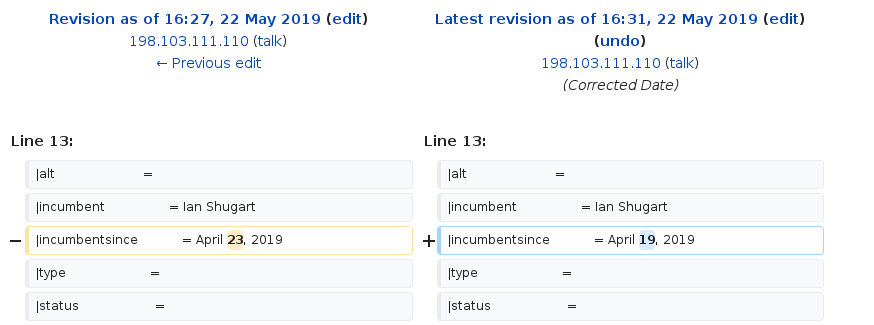 Revision as of 16:27, 22 May 2019 (edit)
198.103.111.110 (talk)
← Previous edit
Latest revision as of 16:31, 22 May 2019 (edit)
(undo)
198.103.111.110 (talk)
(Corrected Date)
Line 13:
Line 13:
|alt =
|alt =
|incumbent = Ian Shugart
|incumbent = Ian Shugart
− |incumbentsince = April 23, 2019
+ |incumbentsince = April 19, 2019
|type =
|type =
|status =
|status =